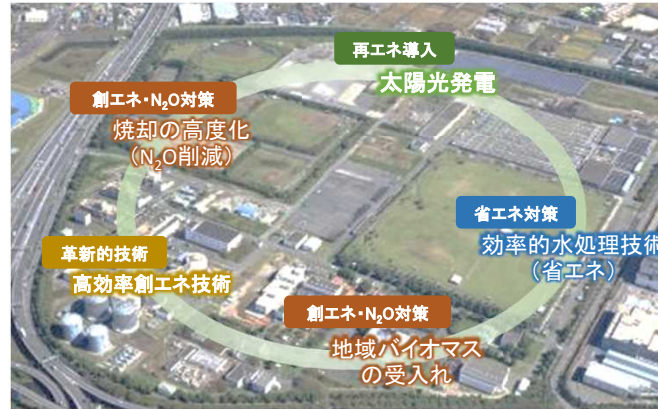 再エネ導入
太陽光発電
創エネ・N₂O対策
焼却の高度化
（N₂O削減）
省エネ対策
効率的水処理技術
（省エネ）
革新的技術
高効率創エネ技術
創エネ・N₂O対策
地域バイオマス
の受入れ